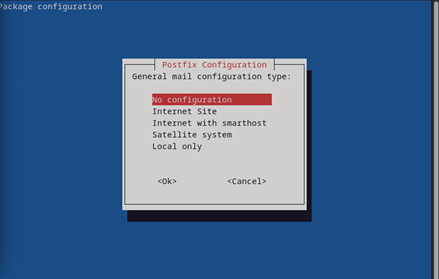 Package configuration
Postfix Configuration
General mail configuration type:
No configuration
Internet Site
Internet with smarthost
Satellite system
Local only
<Ok> <Cancel>